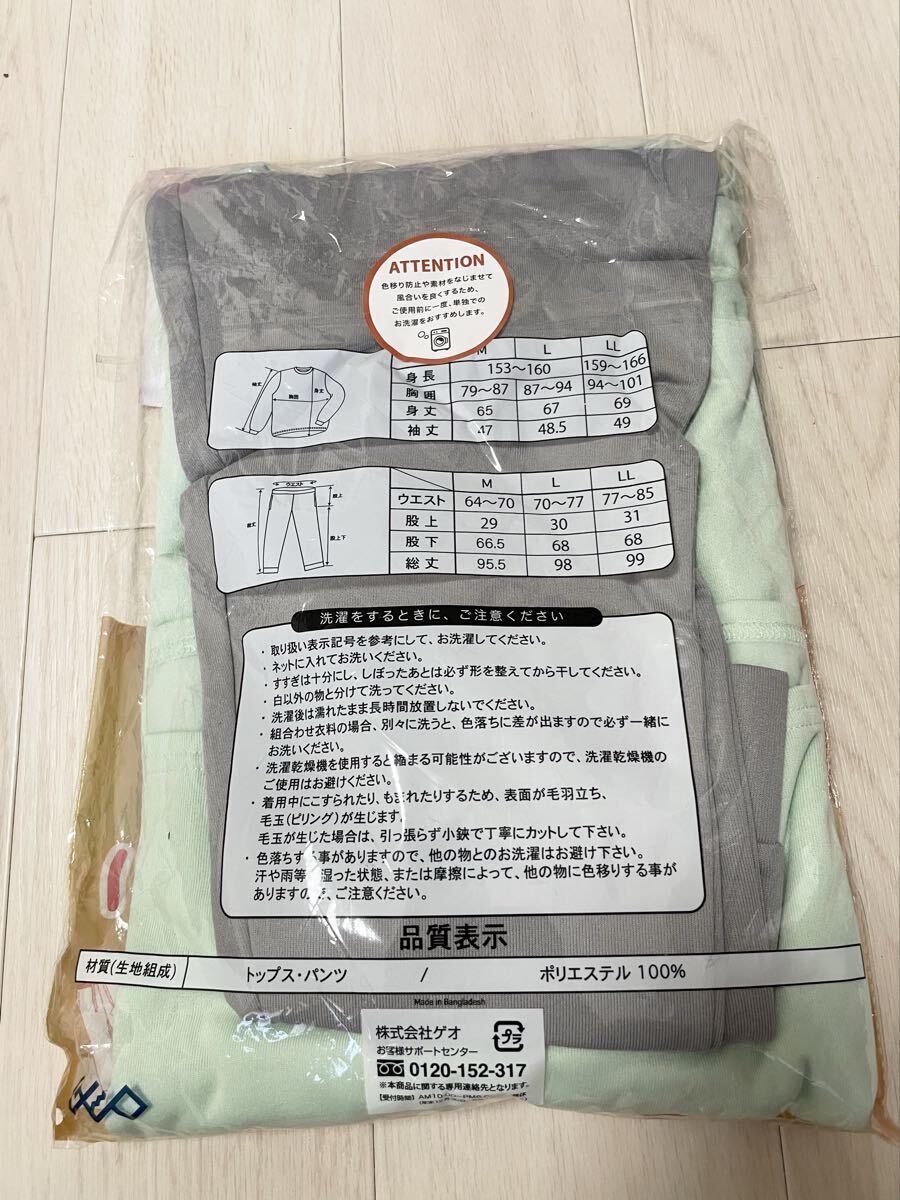 ATTENTION
色移り防止や素材をなじませて
風合いを良くするため、
ご使用前に一度、単独での
お洗濯をおすすめします。
袖丈
胸囲
身丈
M L LL
身長 153〜160 159〜166
胸囲 79〜87 87〜94 94〜101
身丈 65 67 69
袖丈 47 48.5 49
ウエスト
股上
総丈
M L LL
ウエスト 64〜70 70〜77 77〜85
股上 29 30 31
股下 66.5 68 68
総丈 95.5 98 99
洗濯をするときに、ご注意ください
・取り扱い表示記号を参考にして、お洗濯してください。
・ネットに入れてお洗いください。
・すすぎは十分にし、しぼったあとは必ず形を整えてから干してください。
・白以外の物と分けて洗ってください。
・洗濯後は濡れたまま長時間放置しないでください。
・組合わせ衣料の場合、別々に洗うと、色落ちに差が出ますので必ず一緒に
お洗いください。
・洗濯乾燥機を使用すると縮まる可能性がございますので、洗濯乾燥機の
ご使用はお避けください。
・着用中にこすられたり、もまれたりするため、表面が毛羽立ち、
毛玉(ピリング)が生じます。
毛玉が生じた場合は、引っ張らず小鋏で丁寧にカットして下さい。
・色落ちする事がありますので、他の物とのお洗濯はお避け下さい。
汗や雨等、湿った状態、または摩擦によって、他の物に色移りする事が
ありますので、ご注意ください。
品質表示
材質(生地組成) トップス・パンツ / ポリエステル 100%
Made in Bangladesh
株式会社ゲオ
プラ
お客様サポートセンター
0120-152-317
※本商品に関する専用連絡先となります。
【受付時間】